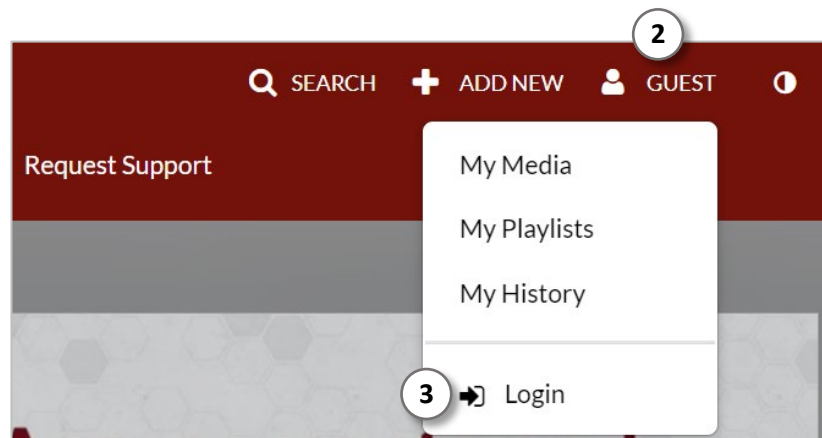 2
SEARCH ADD NEW GUEST
Request Support
My Media
My Playlists
My History
3 Login